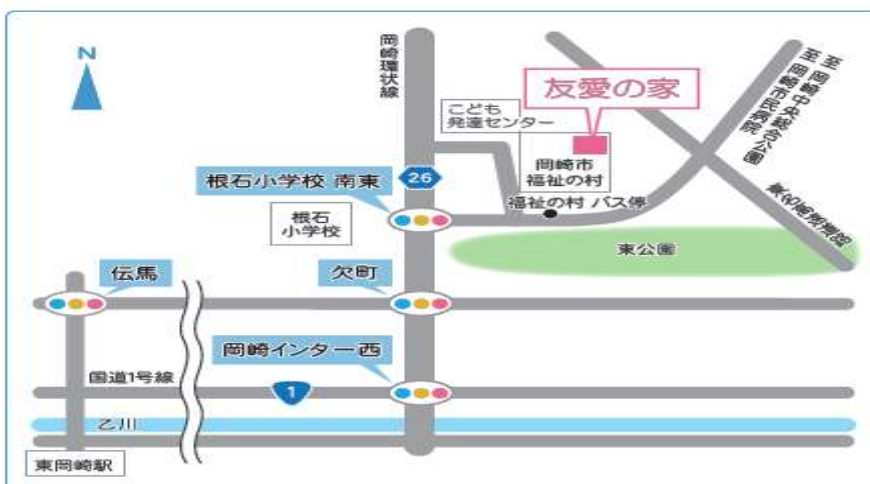 N
岡崎環状線
友愛の家
こども
発達センター
至 岡崎中央総合公園
至 岡崎市民病院
岡崎市
福祉の村
根石小学校 南東
26
福祉の村 バス停
根石
小学校
東公園
伝馬
欠町
岡崎インター西
国道1号線
1
乙川
東岡崎駅